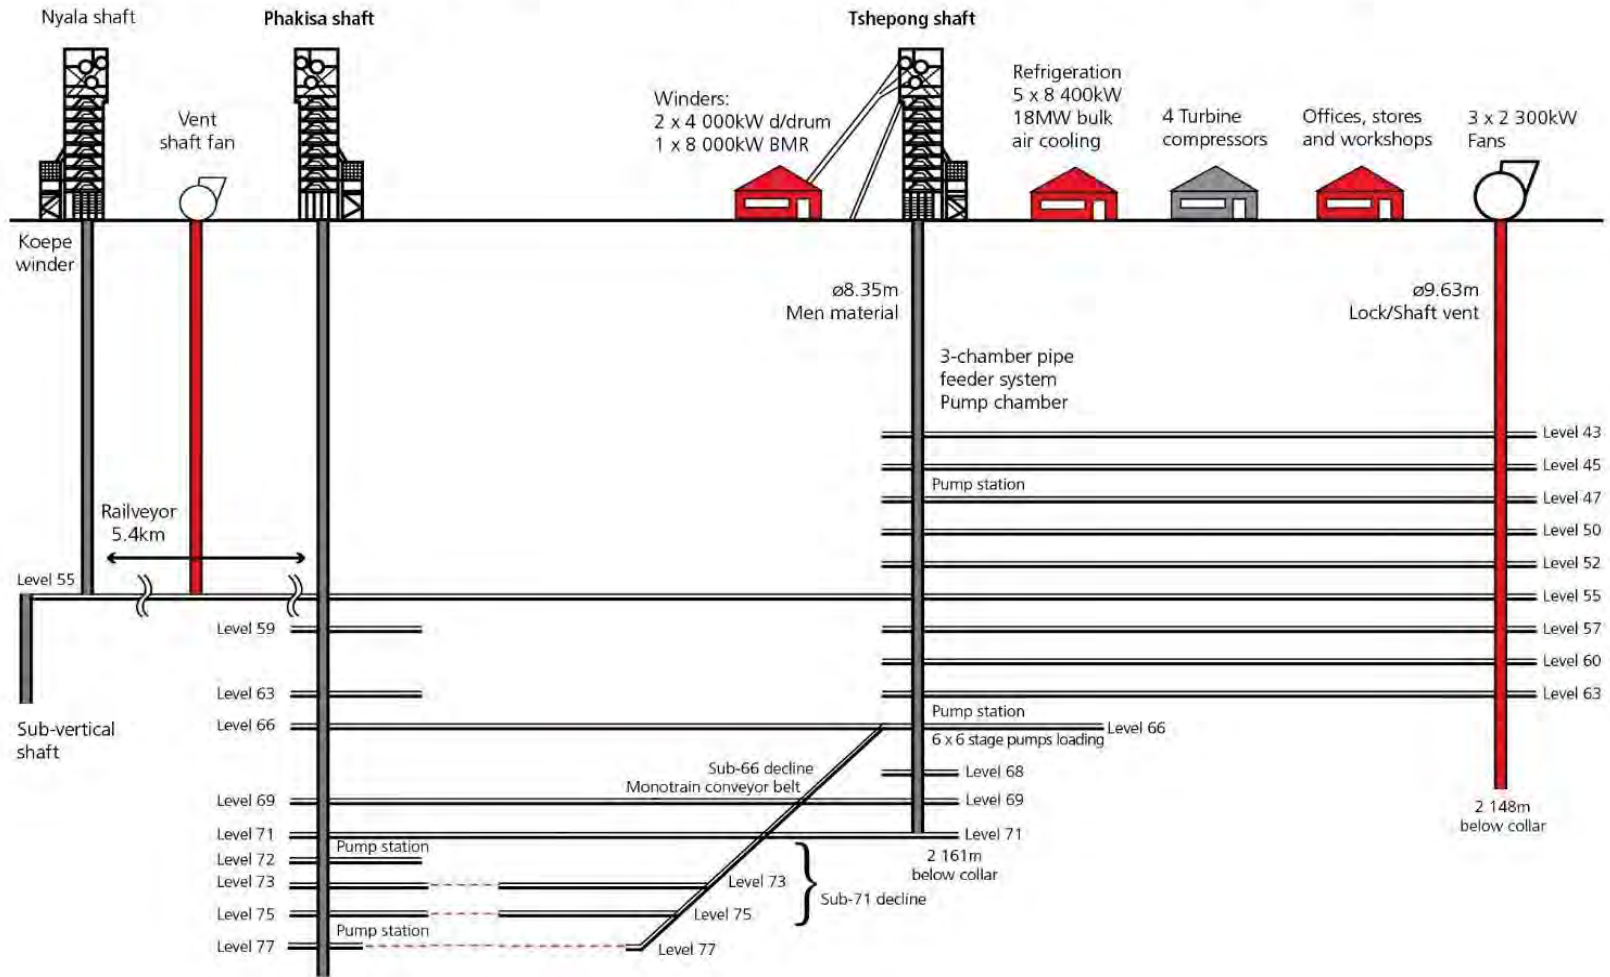 Nyala shaft
Phakisa shaft
Tshepong shaft
Vent
shaft fan
Winders:
2 x 4 000kW d/drum
1 x 8 000kW BMR
Refrigeration
5 x 8 400kW
18MW bulk
air cooling
4 Turbine
compressors
Offices, stores
and workshops
3 x 2 300kW
Fans
Koepe
winder
ø8.35m
Men material
ø9.63m
Lock/Shaft vent
3-chamber pipe
feeder system
Pump chamber
Level 43
Level 45
Pump station
Level 47
Railveyor
5.4km
Level 50
Level 52
Level 55
Level 55
Level 59
Level 57
Level 60
Level 63
Level 63
Sub-vertical
shaft
Level 66
Pump station
6 x 6 stage pumps loading
Level 66
Sub-66 decline
Monotrain conveyor belt
Level 68
Level 69
Level 69
2 148m
below collar
Level 71
Level 71
Pump station
Level 72
2 161m
below collar
Level 73
Level 73
Sub-71 decline
Level 75
Level 75
Pump station
Level 77
Level 77